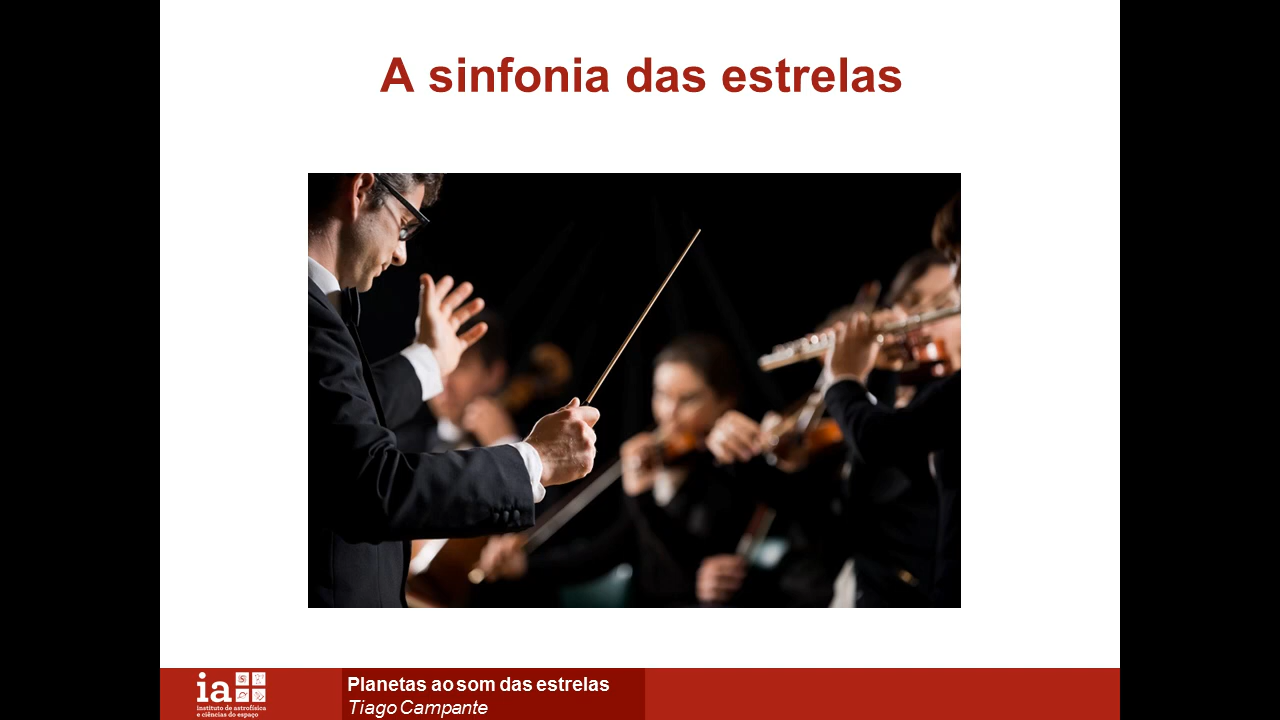 A sinfonia das estrelas
ia
instituto de astrofísica
e ciências do espaço
Planetas ao som das estrelas
Tiago Campante